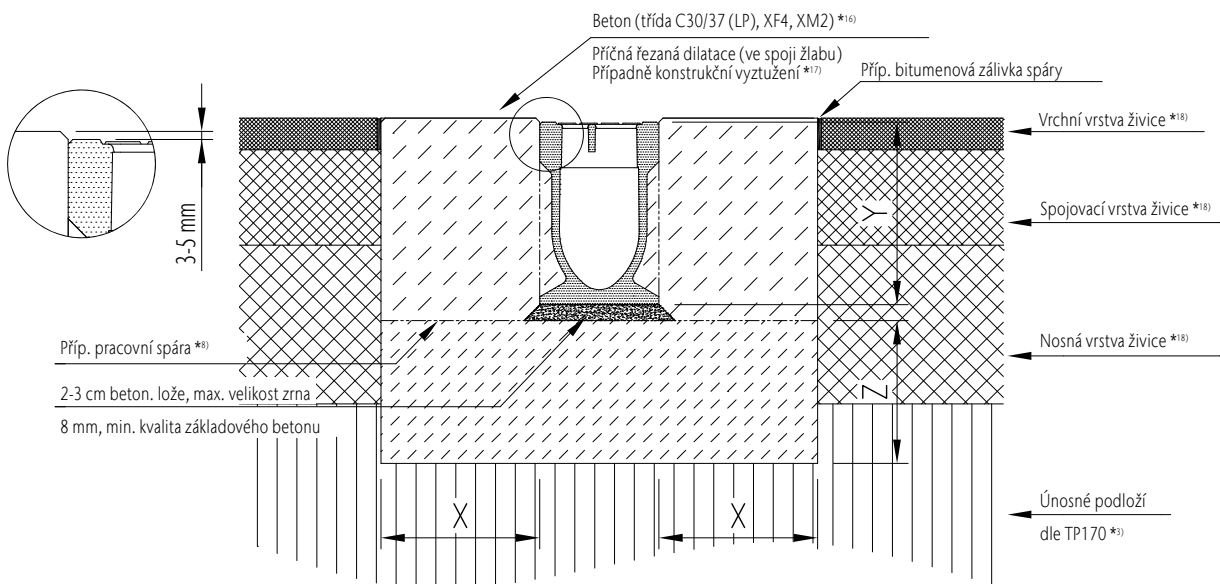 Beton (třída C30/37 (LP), XF4, XM2) *16)
Příčná řezaná dilatace (ve spoji žlabu)
Případně konstrukční vyztužení *17)
Příp. bitumenová zálivka spáry
Vrchní vrstva živice *18)
3-5 mm
Y
Spojovací vrstva živice *18)
Příp. pracovní spára *8)
Nosná vrstva živice *18)
2-3 cm beton. lože, max. velikost zrna
8 mm, min. kvalita základového betonu
Z
X
X
Únosné podloží
dle TP170 *3)